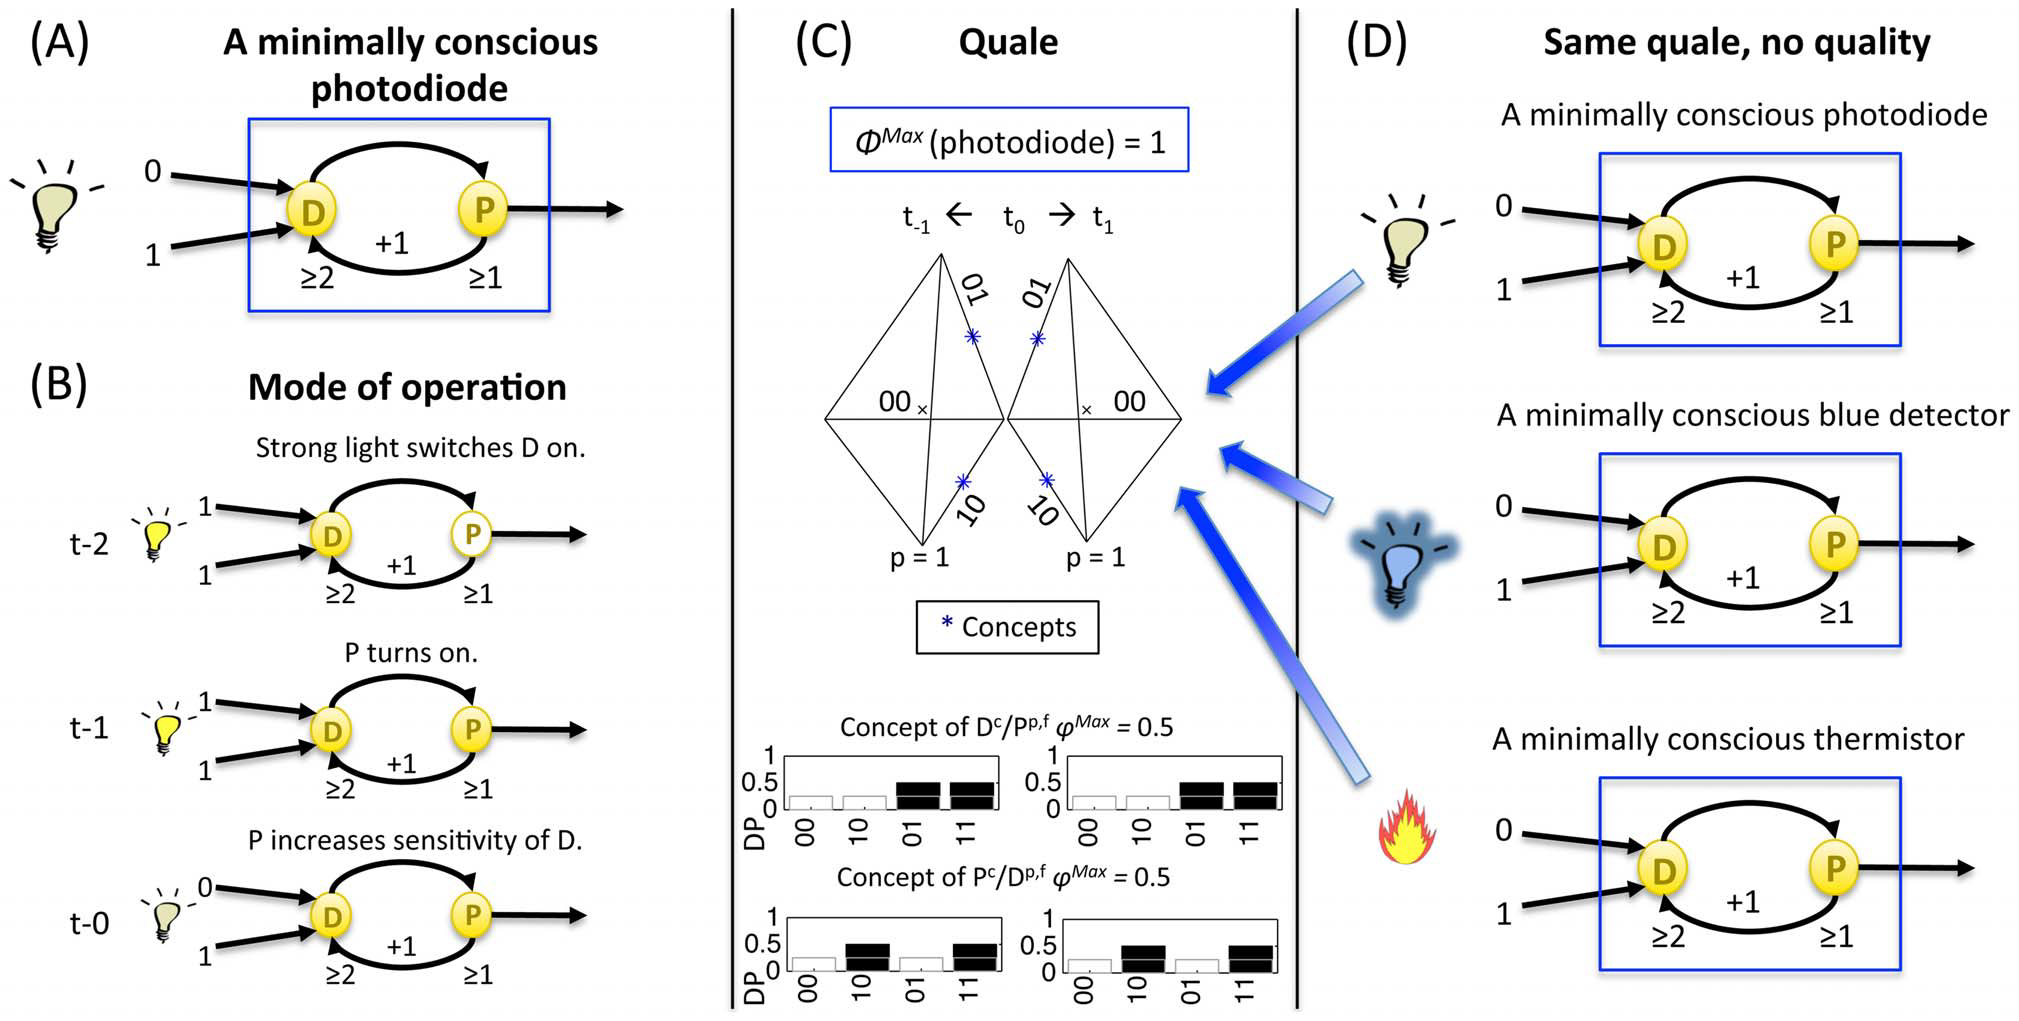 (A)
A minimally conscious
photodiode
0
1
D
P
+1
≥2
≥1
(B)
Mode of operation
Strong light switches D on.
t-2
1
1
D
P
+1
≥2
≥1
P turns on.
t-1
1
1
D
P
+1
≥2
≥1
P increases sensitivity of D.
t-0
0
1
D
P
+1
≥2
≥1
(C)
Quale
Φ^Max (photodiode) = 1
t-1 ← t0 → t1
01
01
00
00
10
10
p = 1
p = 1
* Concepts
Concept of Dᶜ/Pᵖ,ᶠ φ^Max = 0.5
1
0.5
0
DP
00
10
01
11
1
0.5
0
00
10
01
11
Concept of Pᶜ/Dᵖ,ᶠ φ^Max = 0.5
1
0.5
0
DP
00
10
01
11
1
0.5
0
00
10
01
11
(D)
Same quale, no quality
A minimally conscious photodiode
0
1
D
P
+1
≥2
≥1
A minimally conscious blue detector
0
1
D
P
+1
≥2
≥1
A minimally conscious thermistor
0
1
D
P
+1
≥2
≥1